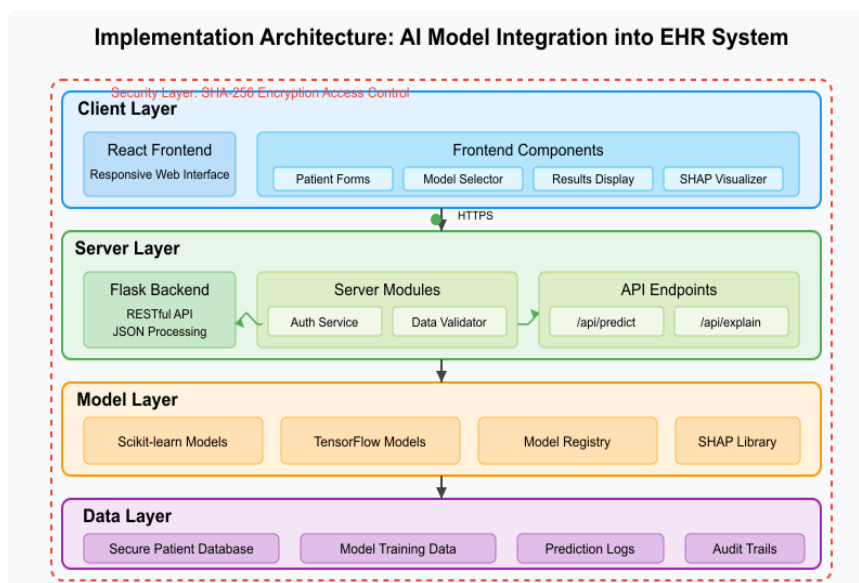 Implementation Architecture: AI Model Integration into EHR System
Security Layer: SHA-256 Encryption Access Control
Client Layer
React Frontend
Responsive Web Interface
Frontend Components
Patient Forms
Model Selector
Results Display
SHAP Visualizer
HTTPS
Server Layer
Flask Backend
RESTful API
JSON Processing
Server Modules
Auth Service
Data Validator
API Endpoints
/api/predict
/api/explain
Model Layer
Scikit-learn Models
TensorFlow Models
Model Registry
SHAP Library
Data Layer
Secure Patient Database
Model Training Data
Prediction Logs
Audit Trails